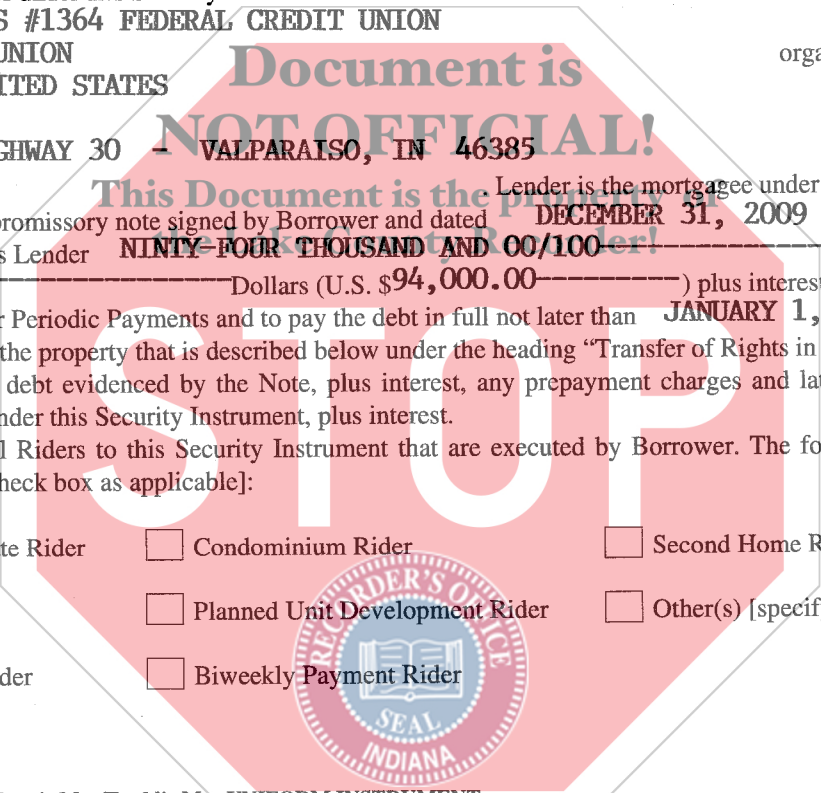 S #1364 FEDERAL CREDIT UNION
UNION orga
ITED STATES
Document is
NOT OFFICIAL!
GHWAY 30 - VALPARAISO, IN 46385
This Document is the property of
. Lender is the mortgagee under
promissory note signed by Borrower and dated DECEMBER 31, 2009
the Lake County Recorder!
s Lender NINTY-FOUR THOUSAND AND 00/100
Dollars (U.S. $94,000.00----------) plus interest
r Periodic Payments and to pay the debt in full not later than JANUARY 1,
the property that is described below under the heading “Transfer of Rights in
debt evidenced by the Note, plus interest, any prepayment charges and lat
nder this Security Instrument, plus interest.
l Riders to this Security Instrument that are executed by Borrower. The fo
heck box as applicable]:
STOP
te Rider Condominium Rider Second Home R
Planned Unit Development Rider Other(s) [specif
der Biweekly Payment Rider
RECORDER'S OFFICE
SEAL
INDIANA
UNIFORM INSTRUMENT